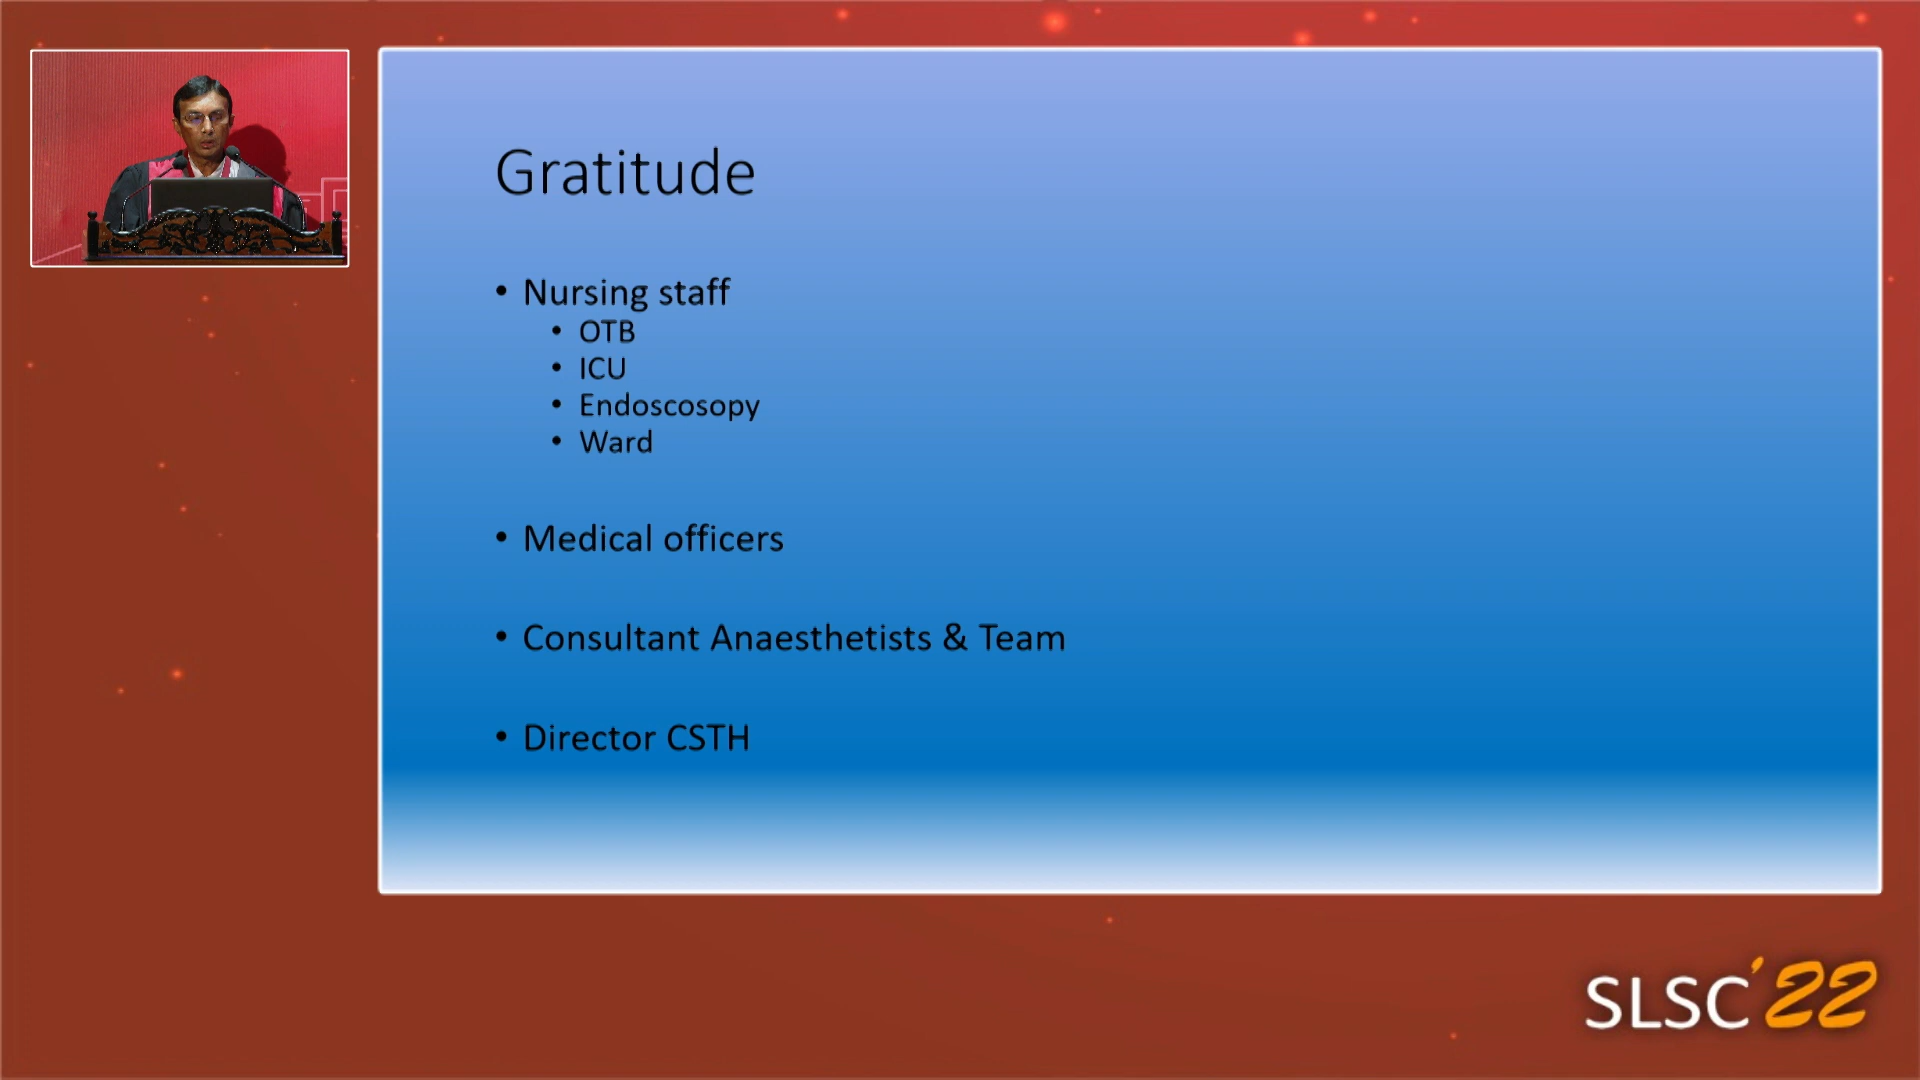 Gratitude
• Nursing staff
• OTB
• ICU
• Endoscosopy
• Ward
• Medical officers
• Consultant Anaesthetists & Team
• Director CSTH
SLSC'22